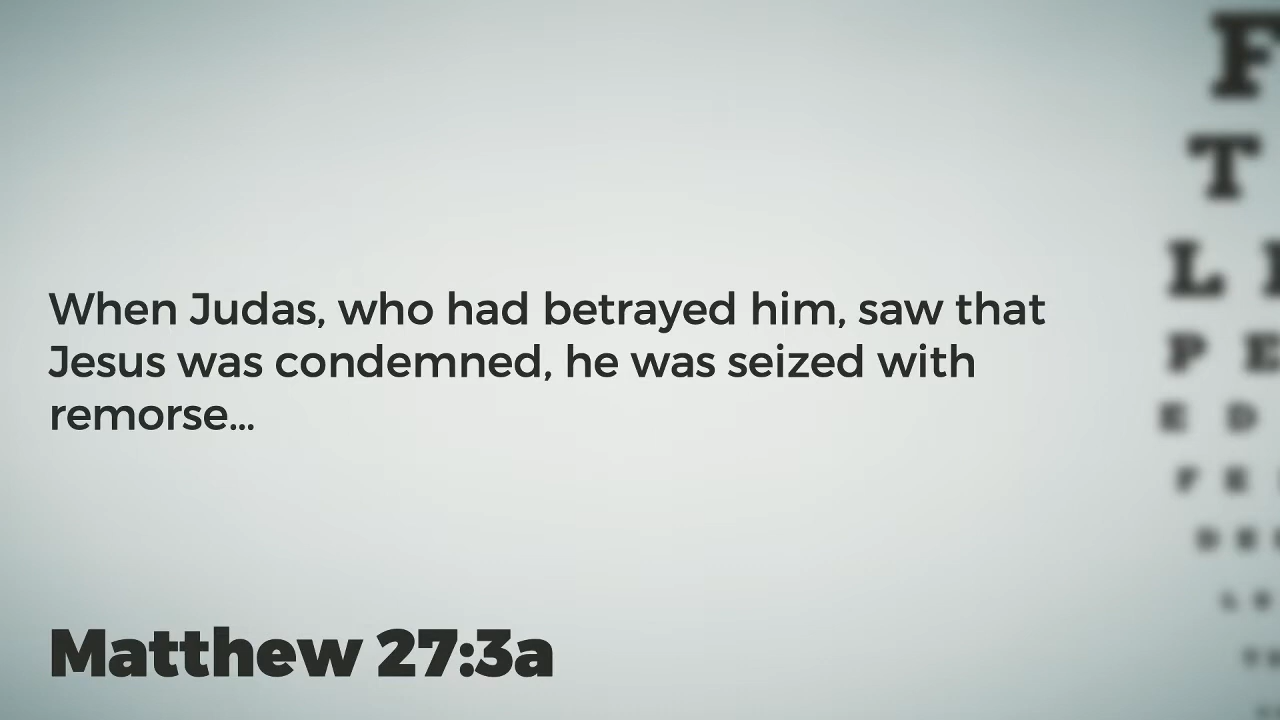 When Judas, who had betrayed him, saw that
Jesus was condemned, he was seized with
remorse...
Matthew 27:3a
F
T
L
P E
E D
F E
D E
L